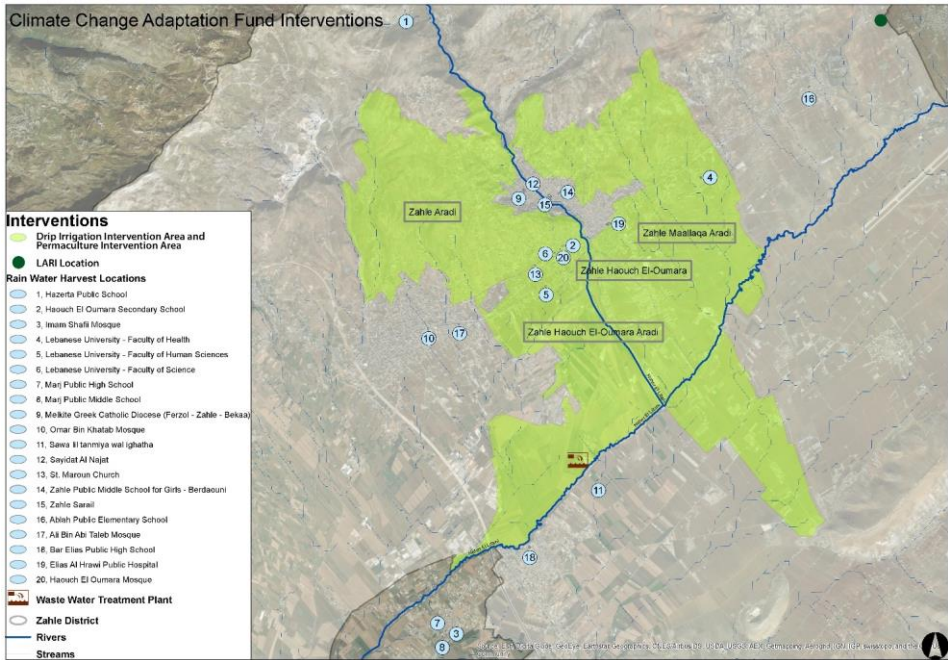 Climate Change Adaptation Fund Interventions
1
16
4
12
14
9
15
19
Zahle Aradi
Zahle Maallaqa Aradi
2
6
20
13
Zahle Haouch El-Oumara
5
Zahle Haouch El-Oumara Aradi
10
17
11
18
7
3
8
Interventions
Drip Irrigation Intervention Area and
Permaculture Intervention Area
LARI Location
Rain Water Harvest Locations
1, Hazerta Public School
2, Haouch El Oumara Secondary School
3, Imam Shafii Mosque
4, Lebanese University - Faculty of Health
5, Lebanese University - Faculty of Human Sciences
6, Lebanese University - Faculty of Science
7, Marj Public High School
8, Marj Public Middle School
9, Melkite Greek Catholic Diocese (Ferzol - Zahle - Bekaa)
10, Omar Bin Khatab Mosque
11, Sawa lil tanmiya wal ighatha
12, Sayidat Al Najat
13, St. Maroun Church
14, Zahle Public Middle School for Girls - Berdaouni
15, Zahle Sarail
16, Ablah Public Elementary School
17, Ali Bin Abi Taleb Mosque
18, Bar Elias Public High School
19, Elias Al Hrawi Public Hospital
20, Haouch El Oumara Mosque
Waste Water Treatment Plant
Zahle District
Rivers
Streams